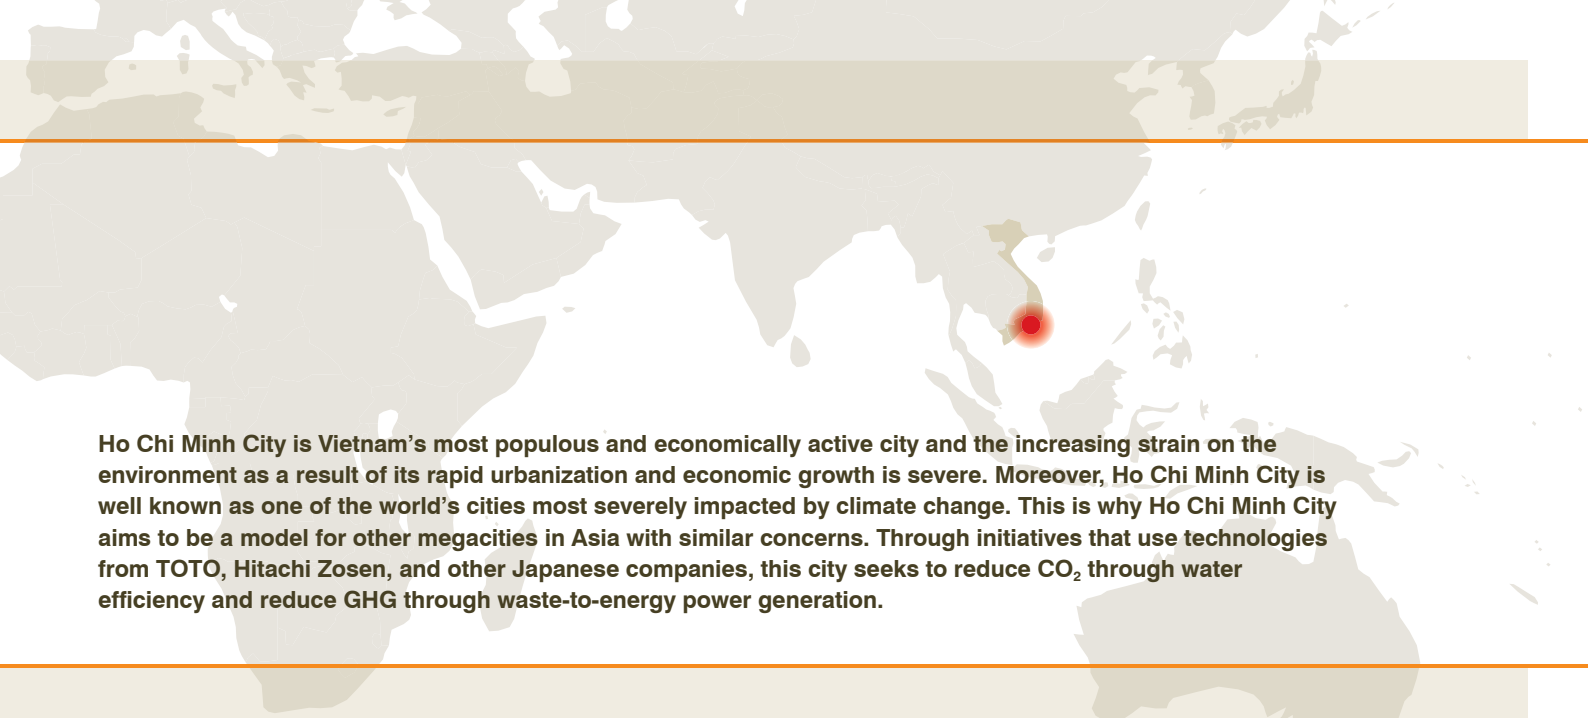 Ho Chi Minh City is Vietnam’s most populous and economically active city and the increasing strain on the
environment as a result of its rapid urbanization and economic growth is severe. Moreover, Ho Chi Minh City is
well known as one of the world’s cities most severely impacted by climate change. This is why Ho Chi Minh City
aims to be a model for other megacities in Asia with similar concerns. Through initiatives that use technologies
from TOTO, Hitachi Zosen, and other Japanese companies, this city seeks to reduce CO₂ through water
efficiency and reduce GHG through waste-to-energy power generation.